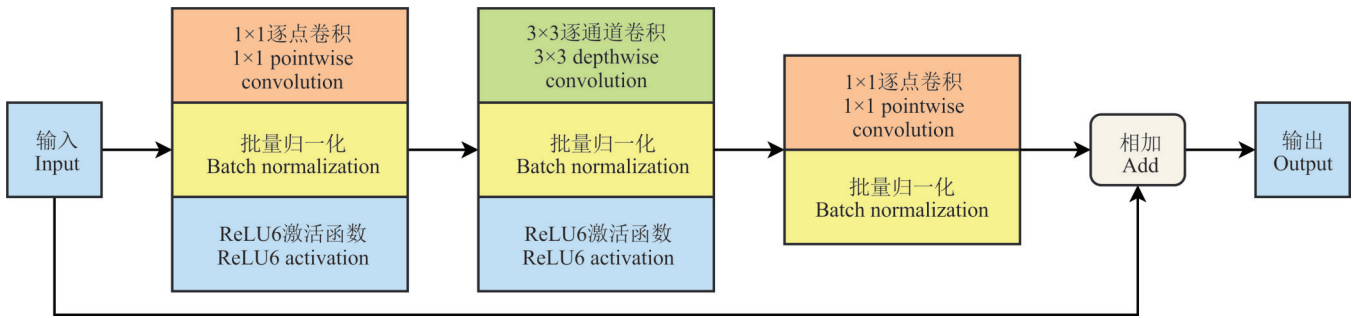 输入
Input
1×1逐点卷积
1×1 pointwise
convolution
批量归一化
Batch normalization
ReLU6激活函数
ReLU6 activation
3×3逐通道卷积
3×3 depthwise
convolution
批量归一化
Batch normalization
ReLU6激活函数
ReLU6 activation
1×1逐点卷积
1×1 pointwise
convolution
批量归一化
Batch normalization
相加
Add
输出
Output